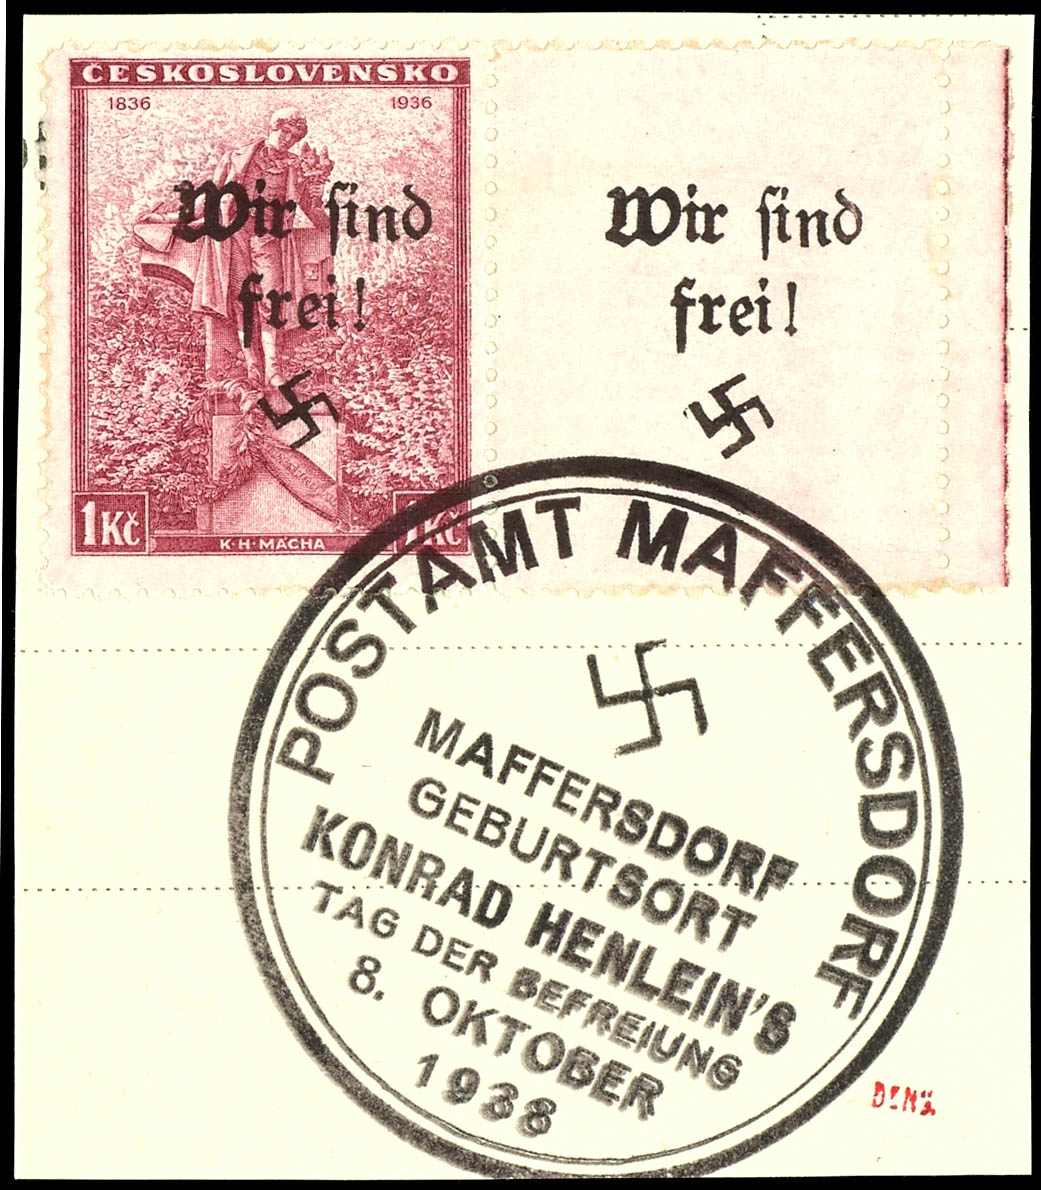 ČESKOSLOVENSKO
1836 1936
Wir ſind
frei!
1Kč 1Kč
K·H·MÁCHA
Wir ſind
frei!
POSTAMT MAFFERSDORF
MAFFERSDORF
GEBURTSORT
KONRAD HENLEIN'S
TAG DER BEFREIUNG
8. OKTOBER
1938